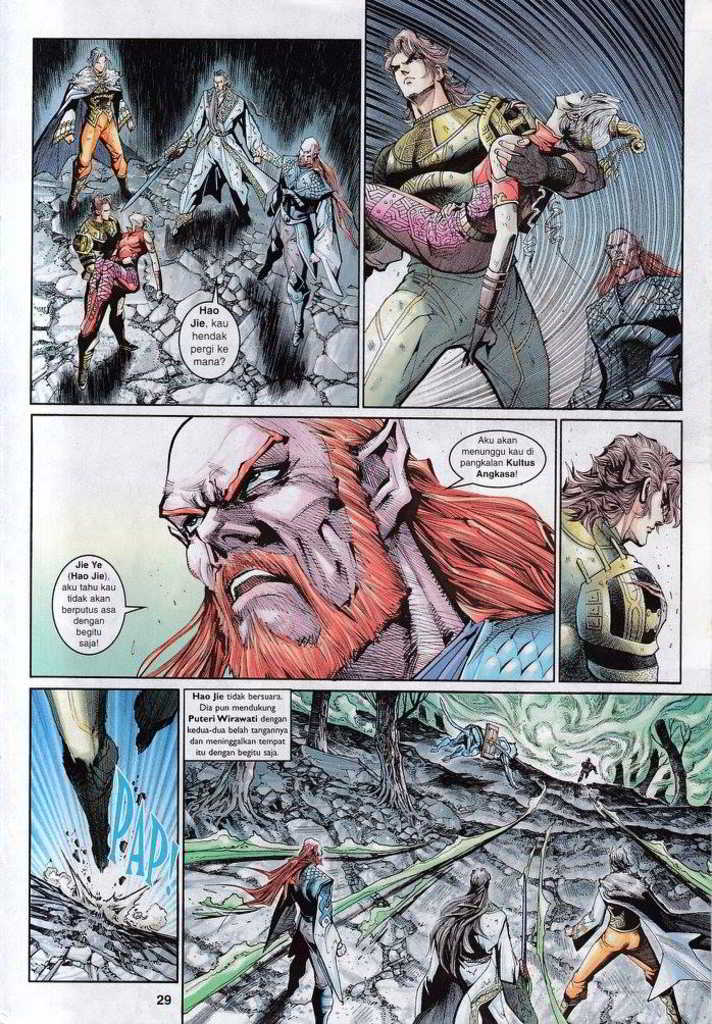 Hao
Jie, kau
hendak
pergi ke
mana?
Aku akan
menunggu kau di
pangkalan Kultus
Angkasa!
Jie Ye
(Hao Jie),
aku tahu kau
tidak akan
berputus asa
dengan
begitu
saja!
PAP!
Hao Jie tidak bersuara.
Dia pun mendukung
Puteri Wirawati dengan
kedua-dua belah tangannya
dan meninggalkan tempat
itu dengan begitu saja.
29